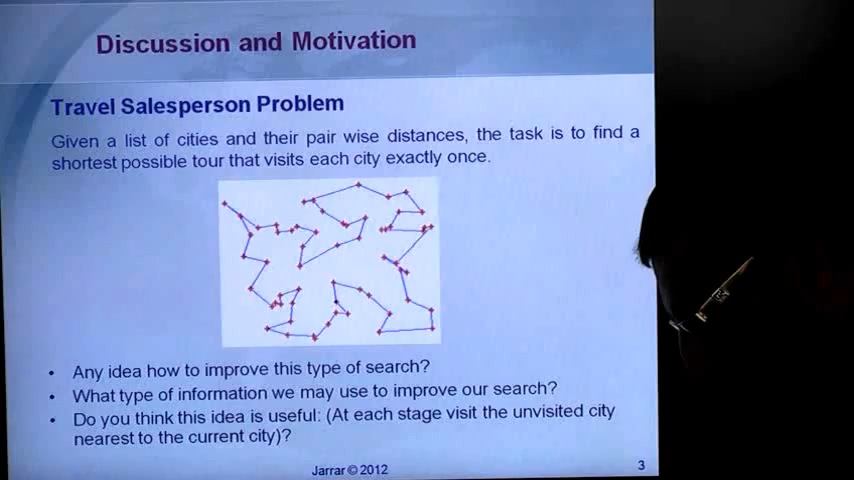 Discussion and Motivation
Travel Salesperson Problem
Given a list of cities and their pair wise distances, the task is to find a
shortest possible tour that visits each city exactly once.
• Any idea how to improve this type of search?
• What type of information we may use to improve our search?
• Do you think this idea is useful: (At each stage visit the unvisited city
nearest to the current city)?
Jarrar © 2012
3